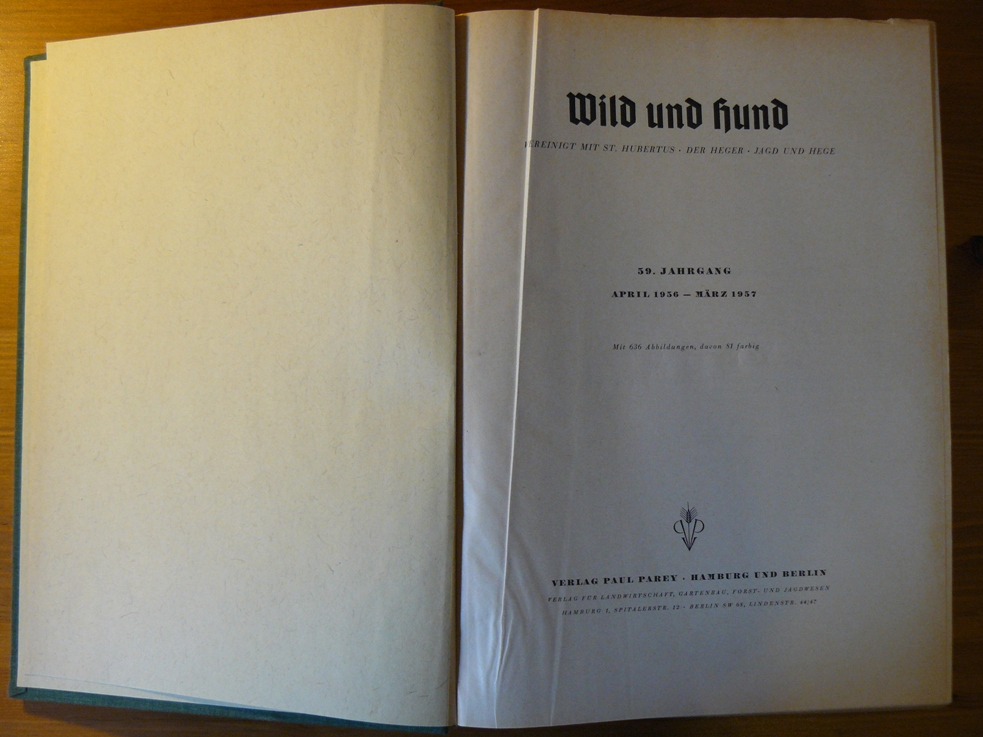 Wild und Hund
VEREINIGT MIT ST. HUBERTUS · DER HEGER · JAGD UND HEGE
59. JAHRGANG
APRIL 1956 — MÄRZ 1957
Mit 636 Abbildungen, davon 81 farbig
VERLAG PAUL PAREY · HAMBURG UND BERLIN
VERLAG FÜR LANDWIRTSCHAFT, GARTENBAU, FORST- UND JAGDWESEN
HAMBURG 1, SPITALERSTR. 12 · BERLIN SW 68, LINDENSTR. 44/47